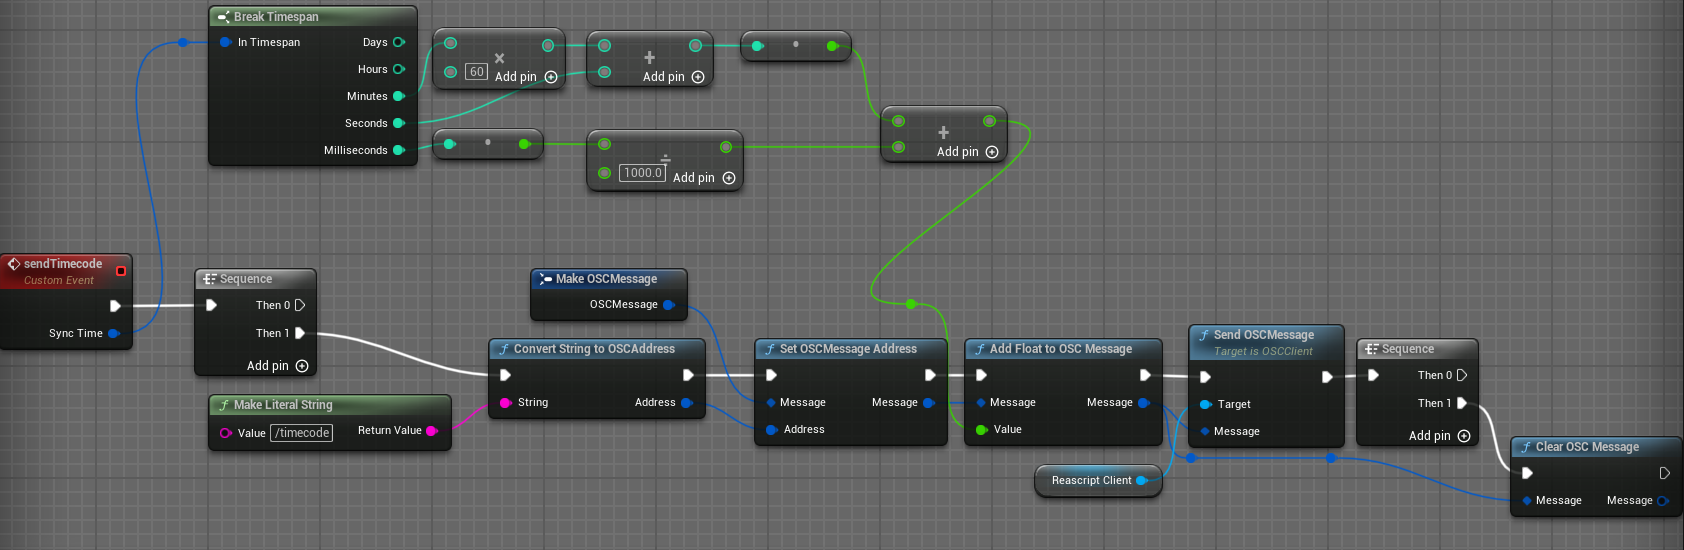 Break Timespan
In Timespan
Days
Hours
Minutes
Seconds
Milliseconds
×
60
Add pin
+
Add pin
÷
1000.0
Add pin
+
Add pin
sendTimecode
Custom Event
Sync Time
Sequence
Then 0
Then 1
Add pin
Make Literal String
Value /timecode Return Value
Make OSCMessage
OSCMessage
Convert String to OSCAddress
String Address
Set OSCMessage Address
Message Message
Address
Add Float to OSC Message
Message Message
Value
Reascript Client
Send OSCMessage
Target is OSCClient
Target
Message
Sequence
Then 0
Then 1
Add pin
Clear OSC Message
Message Message